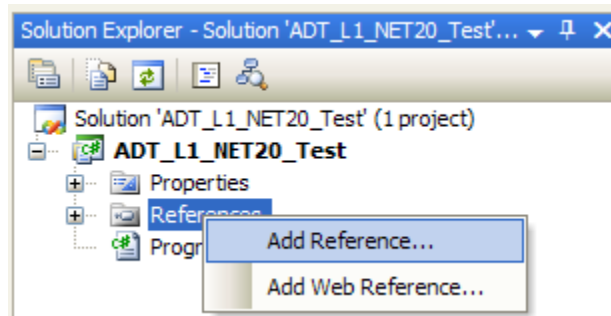 Solution Explorer - Solution 'ADT_L1_NET20_Test'...
Solution 'ADT_L1_NET20_Test' (1 project)
ADT_L1_NET20_Test
Properties
References
Add Reference...
Add Web Reference...